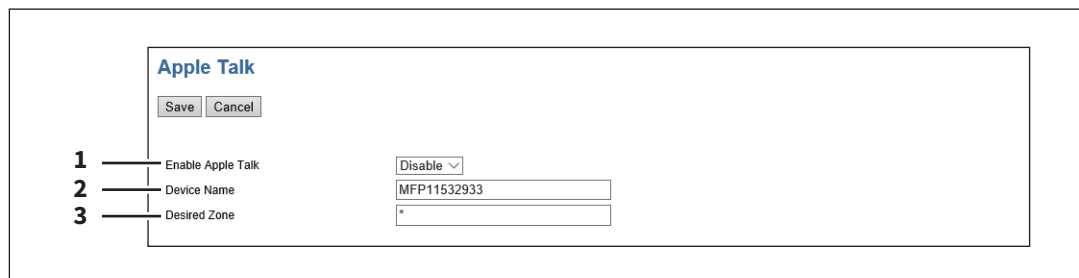 Apple Talk
Save Cancel
1 Enable Apple Talk Disable
2 Device Name MFP11532933
3 Desired Zone *